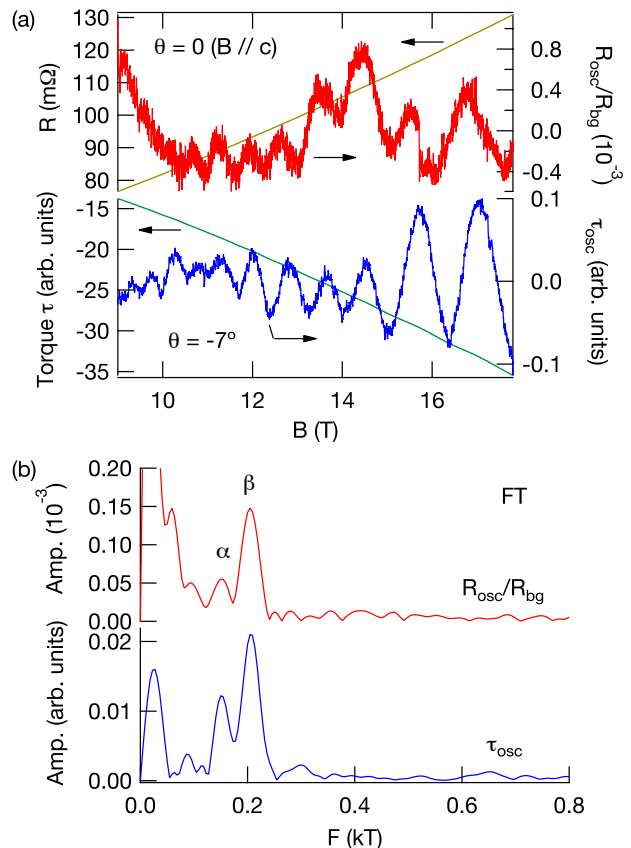 (a)
θ = 0 (B // c)
R (mΩ)
130
120
110
100
90
80
R_osc/R_bg (10⁻³)
0.8
0.4
0.0
-0.4
Torque τ (arb. units)
-15
-20
-25
-30
-35
θ = -7º
τ_osc (arb. units)
0.1
0.0
-0.1
10 12 14 16
B (T)
(b)
Amp. (10⁻³)
0.20
0.15
0.10
0.05
0.00
α
β
FT
R_osc/R_bg
Amp. (arb. units)
0.02
0.01
0.00
τ_osc
0.0 0.2 0.4 0.6 0.8
F (kT)